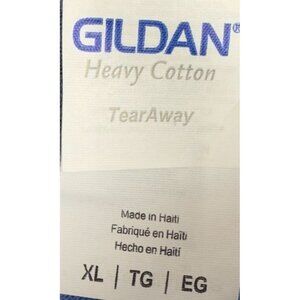 GILDAN®
Heavy Cotton
TearAway
Made in Haiti
Fabriqué en Haïti
Hecho en Haití
XL | TG | EG